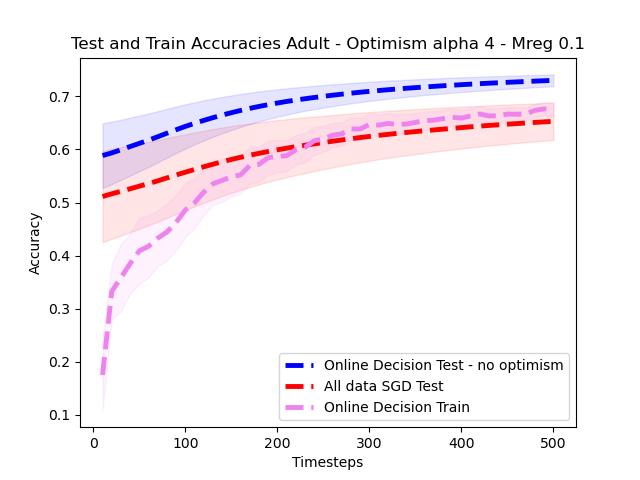 Test and Train Accuracies Adult - Optimism alpha 4 - Mreg 0.1
Accuracy
0.7
0.6
0.5
0.4
0.3
0.2
0.1
Online Decision Test - no optimism
All data SGD Test
Online Decision Train
0
100
200
300
400
500
Timesteps